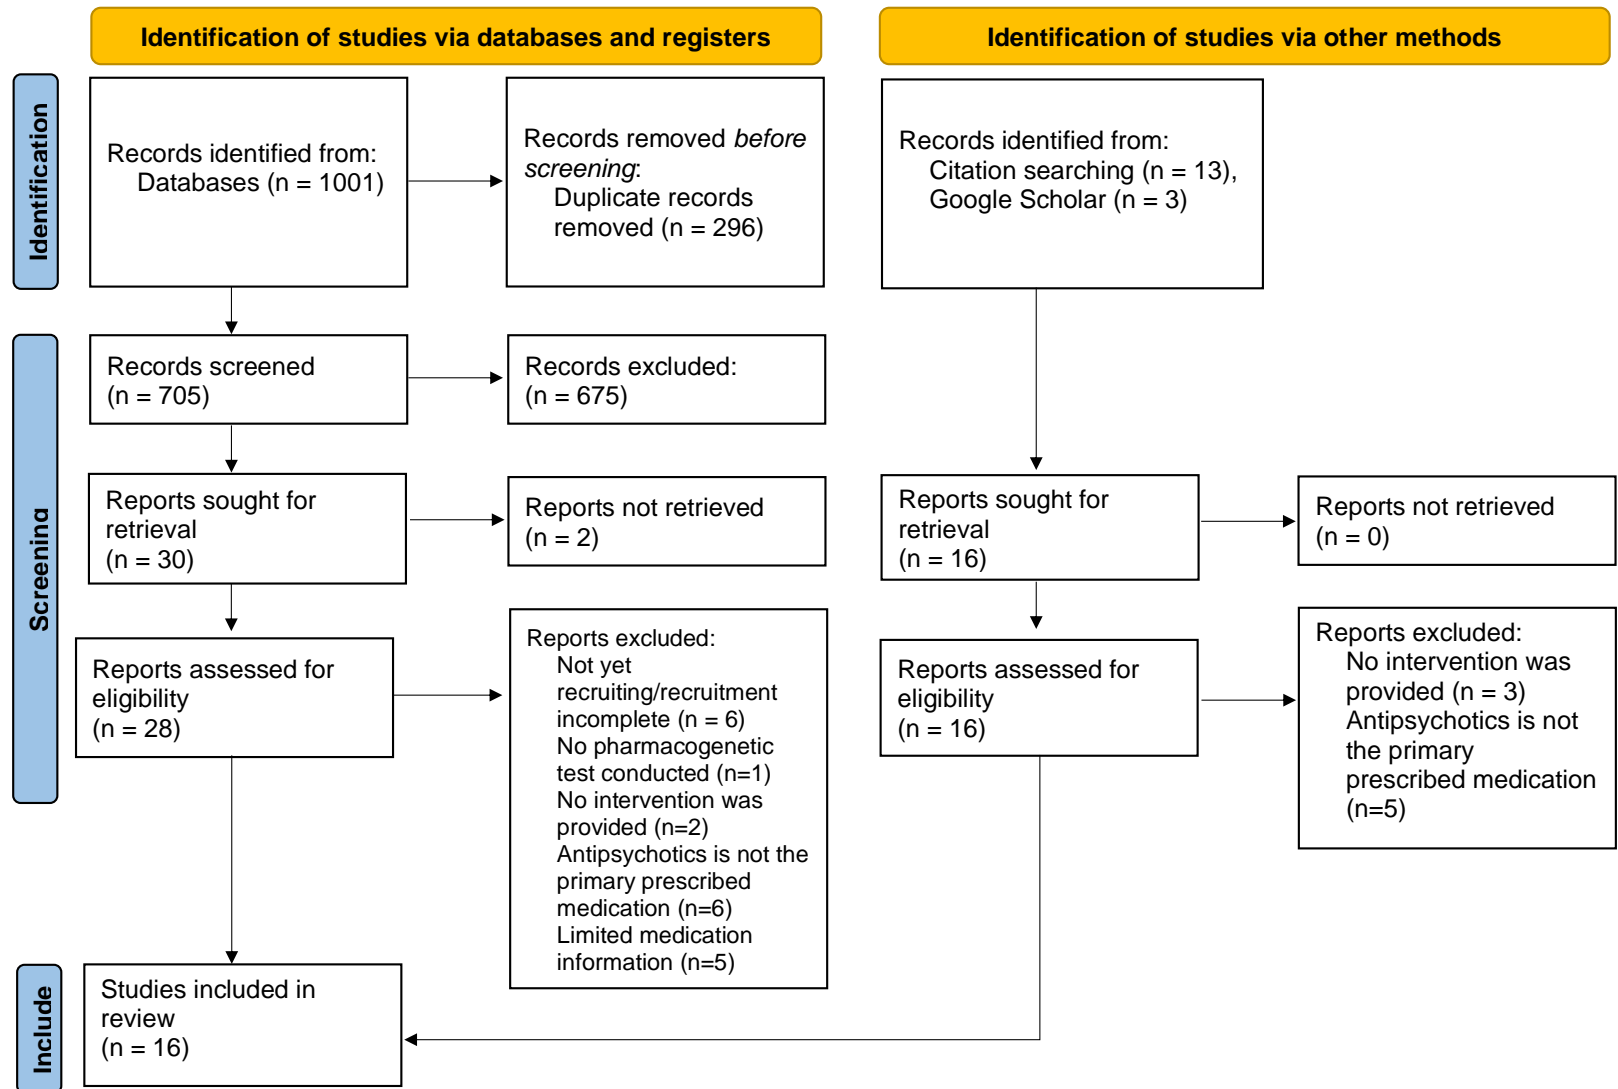 Identification of studies via databases and registers
Identification of studies via other methods
Identification
Records identified from:
Databases (n = 1001)
Records removed before
screening:
Duplicate records
removed (n = 296)
Records identified from:
Citation searching (n = 13),
Google Scholar (n = 3)
Screening
Records screened
(n = 705)
Records excluded:
(n = 675)
Reports sought for
retrieval
(n = 30)
Reports not retrieved
(n = 2)
Reports sought for
retrieval
(n = 16)
Reports not retrieved
(n = 0)
Reports assessed for
eligibility
(n = 28)
Reports excluded:
Not yet
recruiting/recruitment
incomplete (n = 6)
No pharmacogenetic
test conducted (n=1)
No intervention was
provided (n=2)
Antipsychotics is not the
primary prescribed
medication (n=6)
Limited medication
information (n=5)
Reports assessed for
eligibility
(n = 16)
Reports excluded:
No intervention was
provided (n = 3)
Antipsychotics is not
the primary
prescribed medication
(n=5)
Include
Studies included in
review
(n = 16)